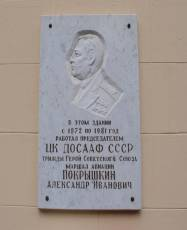 В ЭТОМ ЗДАНИИ
С 1972 ПО 1981 ГОД
РАБОТАЛ ПРЕДСЕДАТЕЛЕМ
ЦК ДОСААФ СССР
ТРИЖДЫ ГЕРОЙ СОВЕТСКОГО СОЮЗА
МАРШАЛ АВИАЦИИ
ПОКРЫШКИН
АЛЕКСАНДР ИВАНОВИЧ